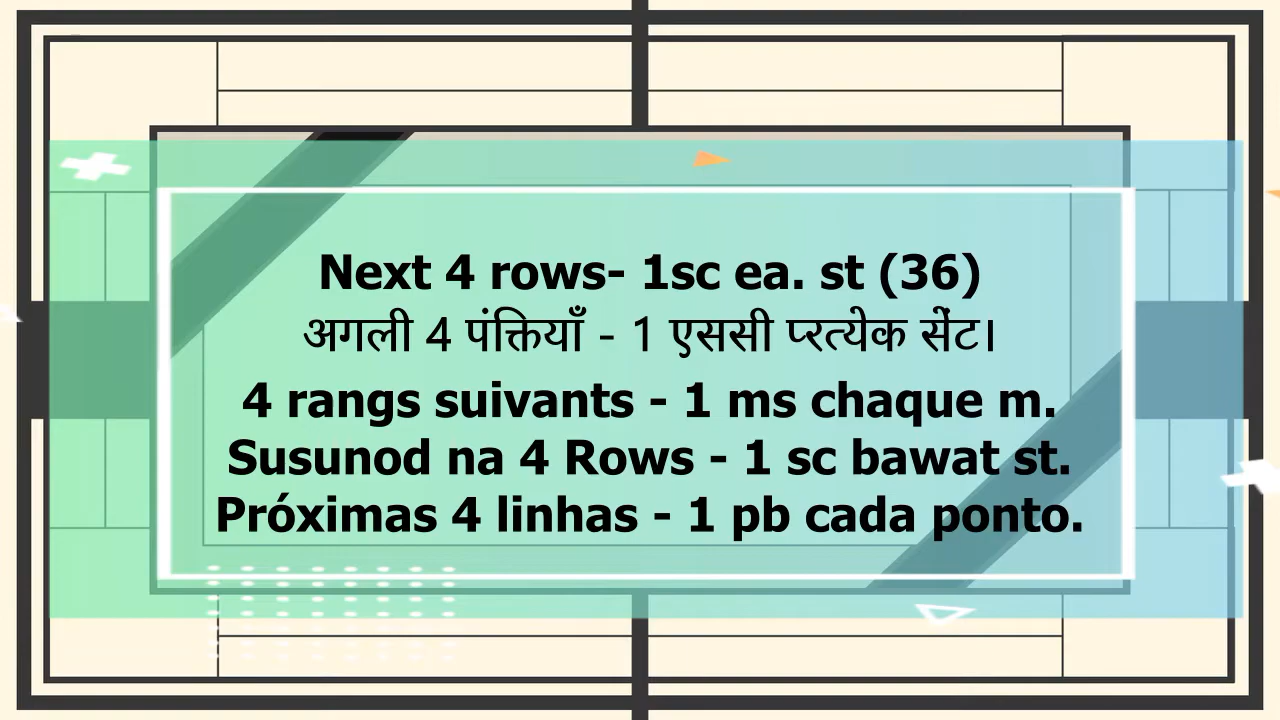 Next 4 rows- 1sc ea. st (36)
अगली 4 पंक्तियाँ - 1 एससी प्रत्येक सेंट।
4 rangs suivants - 1 ms chaque m.
Susunod na 4 Rows - 1 sc bawat st.
Próximas 4 linhas - 1 pb cada ponto.